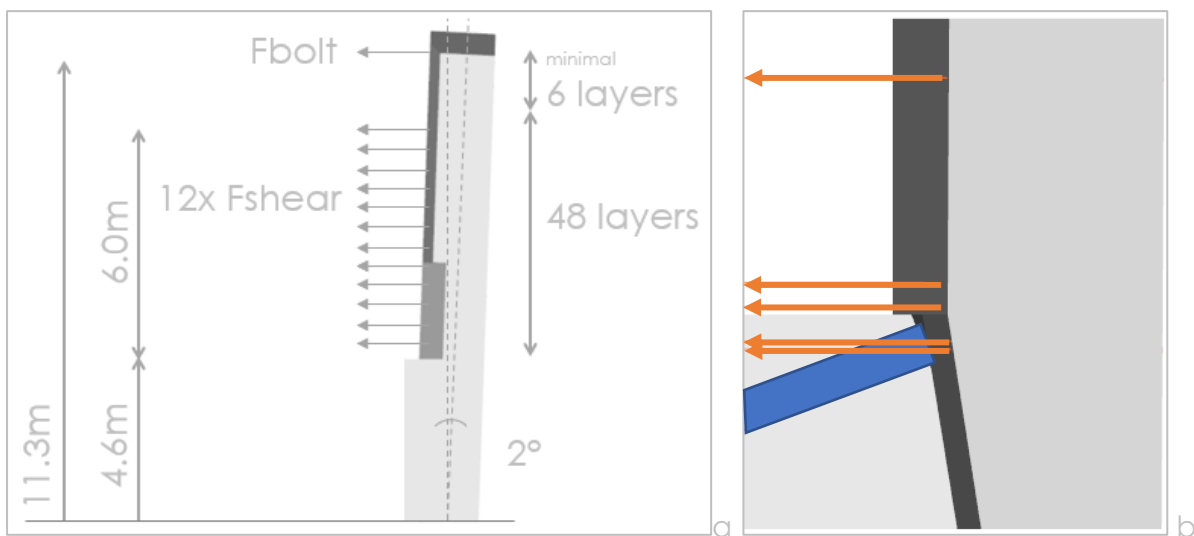 Fbolt
minimal
6 layers
12x Fshear
48 layers
6.0m
11.3m
4.6m
2°
a
b